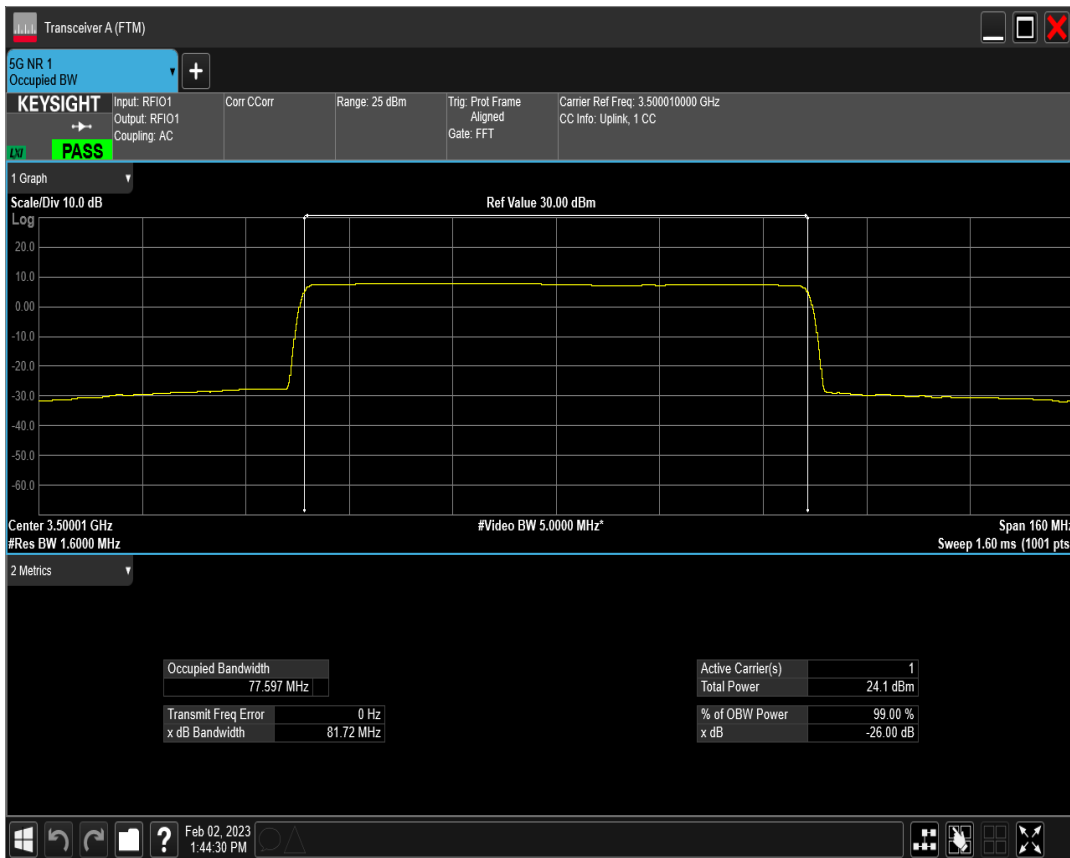 Transceiver A (FTM)
5G NR 1
Occupied BW
+
KEYSIGHT
LXI
PASS
Input: RFIO1
Output: RFIO1
Coupling: AC
Corr CCorr
Range: 25 dBm
Trig: Prot Frame
Aligned
Gate: FFT
Carrier Ref Freq: 3.500010000 GHz
CC Info: Uplink, 1 CC
1 Graph
Scale/Div 10.0 dB
Ref Value 30.00 dBm
Log
20.0
10.0
0.00
-10.0
-20.0
-30.0
-40.0
-50.0
-60.0
Center 3.50001 GHz
#Video BW 5.0000 MHz*
Span 160 MHz
#Res BW 1.6000 MHz
Sweep 1.60 ms (1001 pts
2 Metrics
Occupied Bandwidth
77.597 MHz
Transmit Freq Error 0 Hz
x dB Bandwidth 81.72 MHz
Active Carrier(s) 1
Total Power 24.1 dBm
% of OBW Power 99.00 %
x dB -26.00 dB
?
Feb 02, 2023
1:44:30 PM